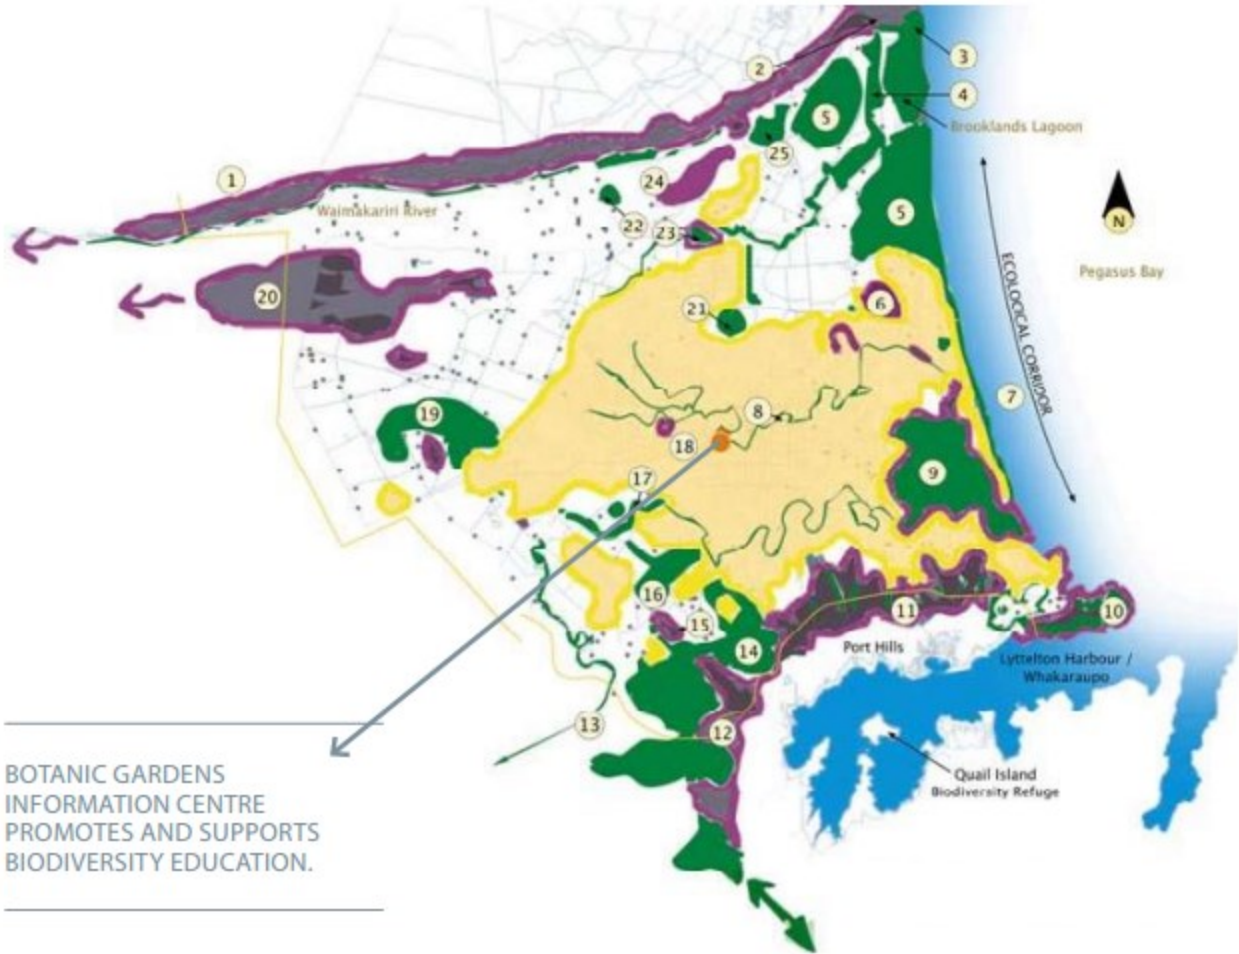 3
2
4
5
Brooklands Lagoon
25
1
24
Waimakariri River
22
23
5
N
Pegasus Bay
ECOLOGICAL CORRIDOR
20
6
21
7
19
8
18
9
17
16
11
10
15
14
Port Hills
Lyttelton Harbour /
Whakaraupo
13
12
Quail Island
Biodiversity Refuge
BOTANIC GARDENS
INFORMATION CENTRE
PROMOTES AND SUPPORTS
BIODIVERSITY EDUCATION.